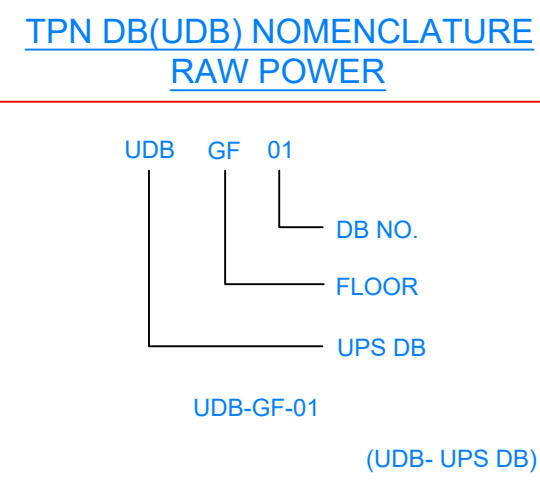 TPN DB(UDB) NOMENCLATURE
RAW POWER
UDB GF 01
DB NO.
FLOOR
UPS DB
UDB-GF-01
(UDB- UPS DB)